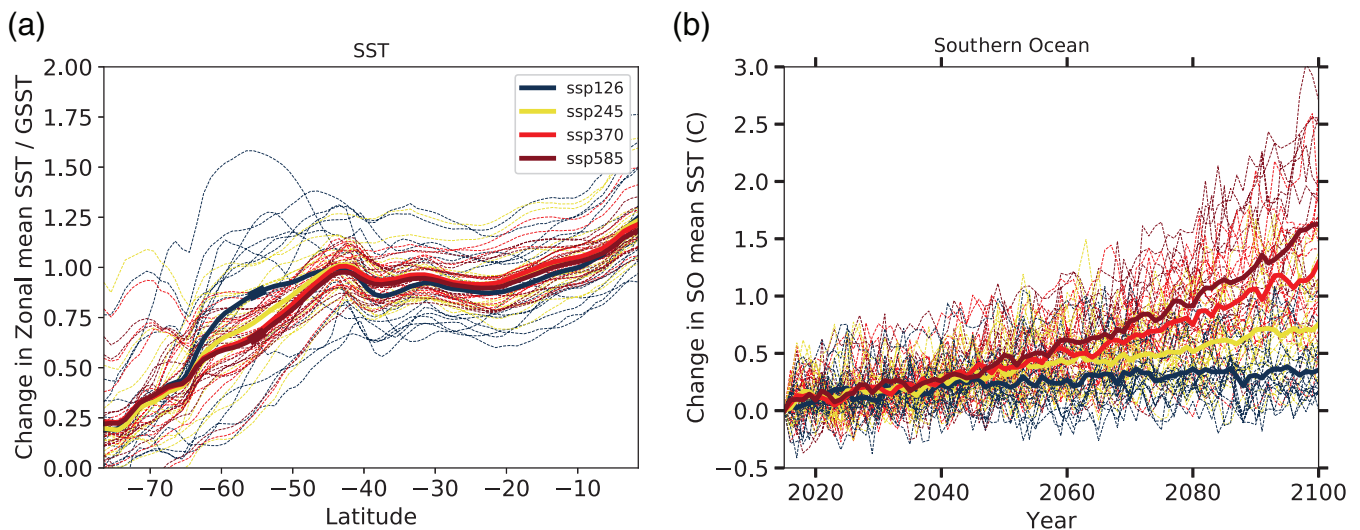 (a)
SST
2.00
1.75
1.50
1.25
1.00
0.75
0.50
0.25
0.00
Change in Zonal mean SST / GSST
ssp126
ssp245
ssp370
ssp585
−70 −60 −50 −40 −30 −20 −10
Latitude
(b)
Southern Ocean
3.0
2.5
2.0
1.5
1.0
0.5
0.0
−0.5
Change in SO mean SST (C)
2020 2040 2060 2080 2100
Year